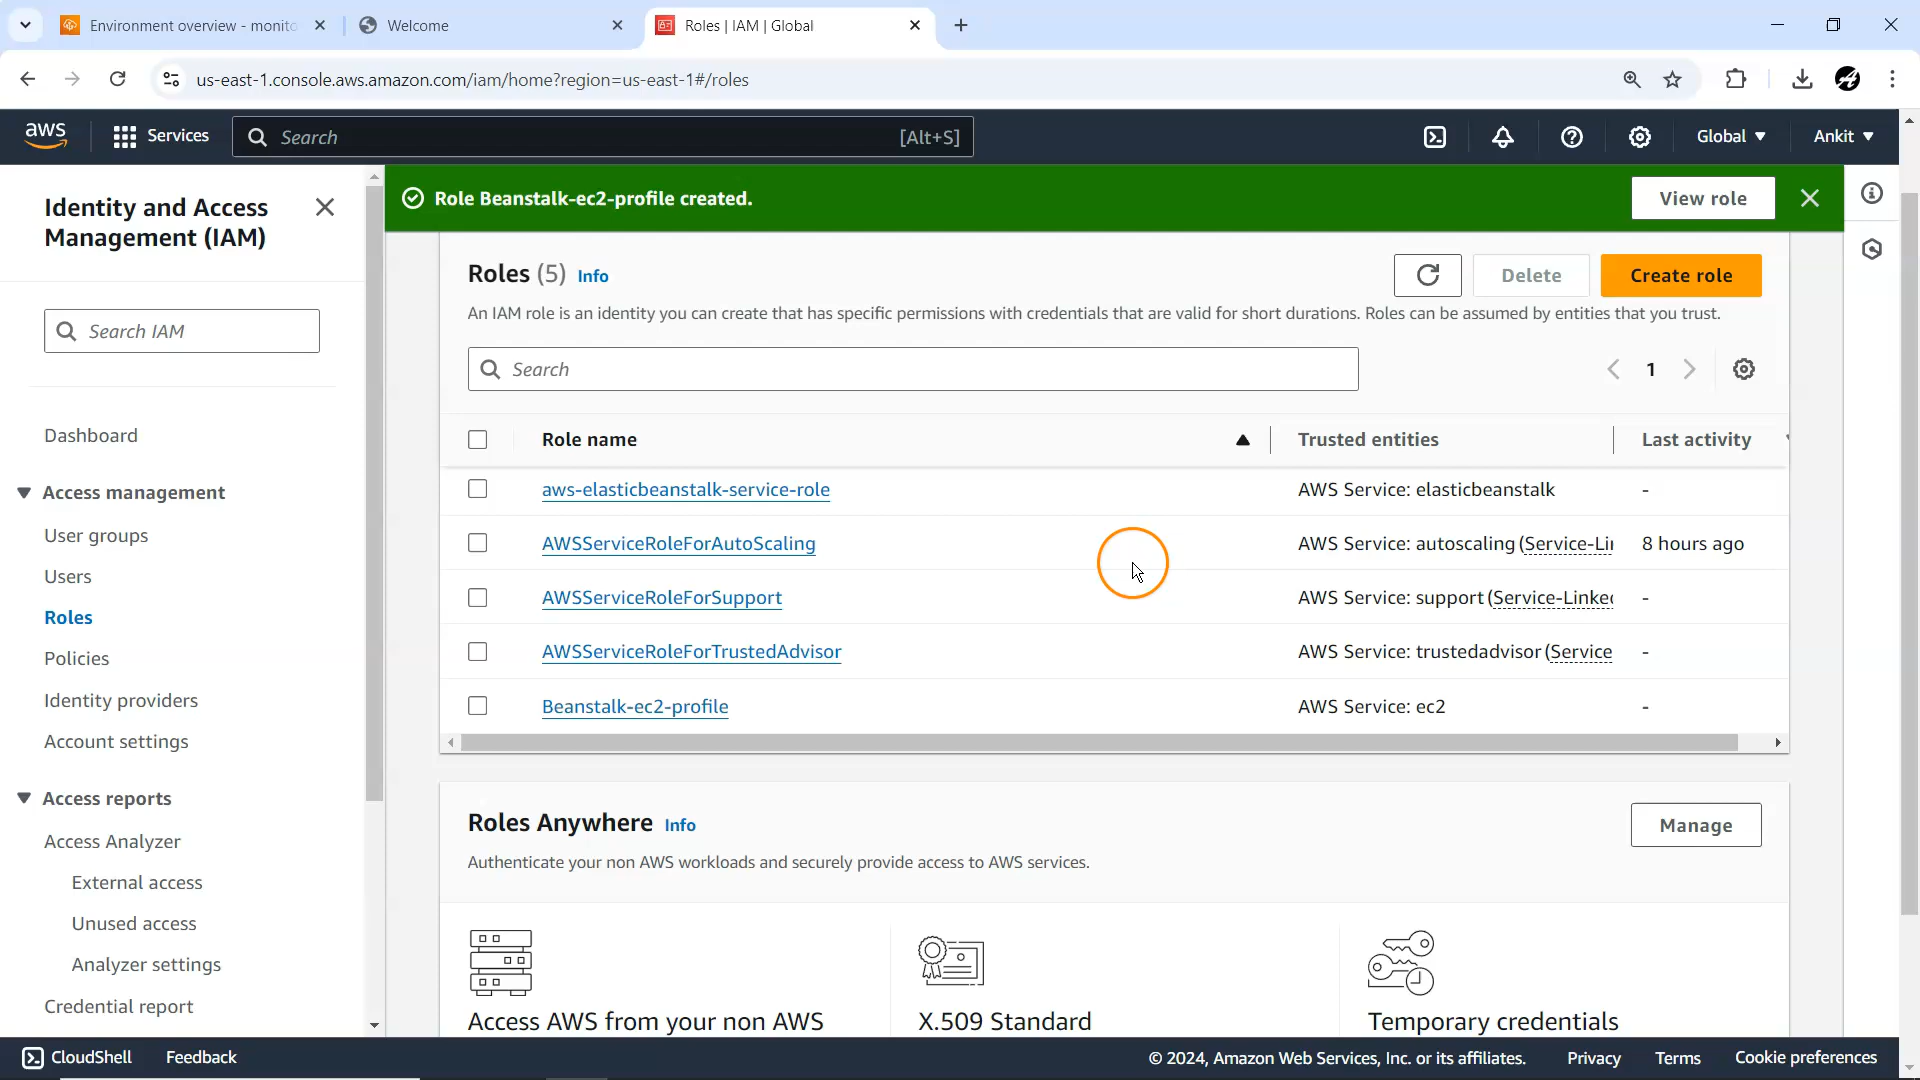 Environment overview - monito
Welcome
Roles | IAM | Global
us-east-1.console.aws.amazon.com/iam/home?region=us-east-1#/roles
aws
Services
Search
[Alt+S]
Global
Ankit
Identity and Access
Management (IAM)
Search IAM
Dashboard
Access management
User groups
Users
Roles
Policies
Identity providers
Account settings
Access reports
Access Analyzer
External access
Unused access
Analyzer settings
Credential report
Role Beanstalk-ec2-profile created.
View role
Roles (5) Info
Delete
Create role
An IAM role is an identity you can create that has specific permissions with credentials that are valid for short durations. Roles can be assumed by entities that you trust.
Search
1
Role name
Trusted entities
Last activity
aws-elasticbeanstalk-service-role
AWS Service: elasticbeanstalk
-
AWSServiceRoleForAutoScaling
AWS Service: autoscaling (Service-Lin
8 hours ago
AWSServiceRoleForSupport
AWS Service: support (Service-Linked
-
AWSServiceRoleForTrustedAdvisor
AWS Service: trustedadvisor (Service
-
Beanstalk-ec2-profile
AWS Service: ec2
-
Roles Anywhere Info
Manage
Authenticate your non AWS workloads and securely provide access to AWS services.
Access AWS from your non AWS
X.509 Standard
Temporary credentials
CloudShell
Feedback
© 2024, Amazon Web Services, Inc. or its affiliates.
Privacy
Terms
Cookie preferences